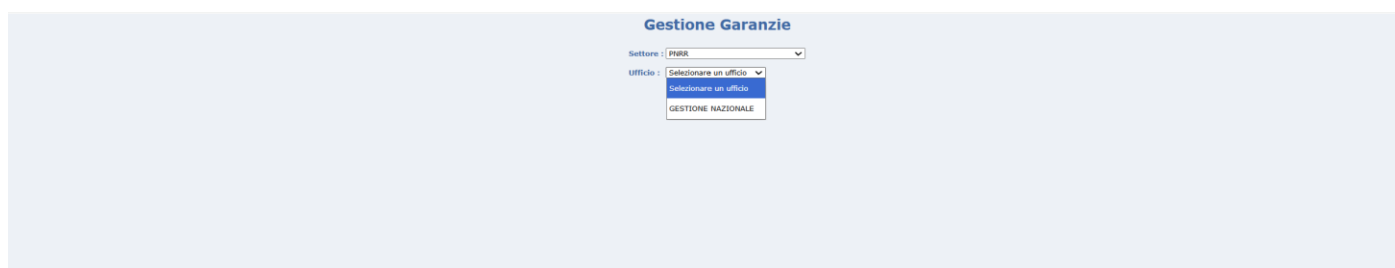 Gestione Garanzie
Settore : PNRR
Ufficio : Selezionare un ufficio
Selezionare un ufficio
GESTIONE NAZIONALE